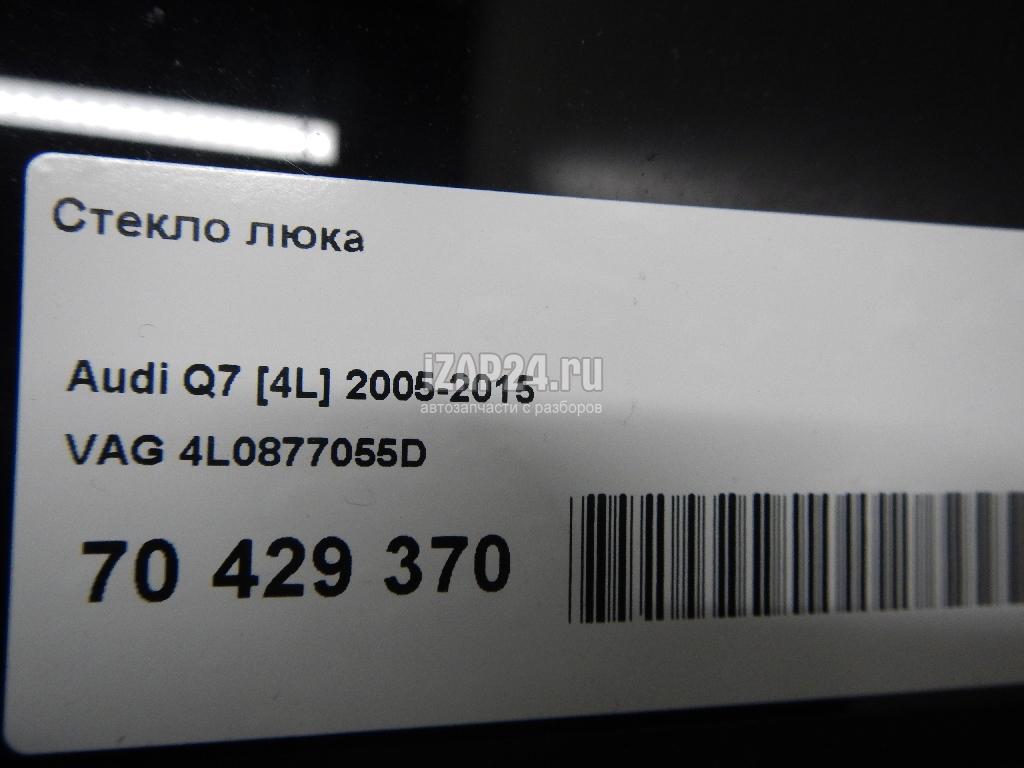 Стекло люка
iZAP24.ru
Audi Q7 [4L] 2005-2015
автозапчасти с разборов
VAG 4L0877055D
70 429 370